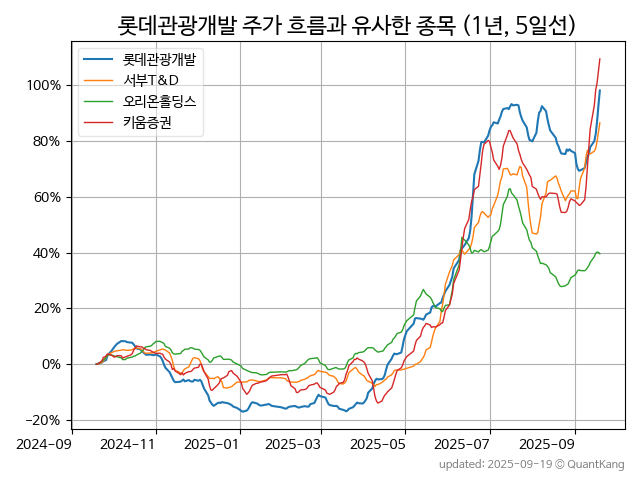 롯데관광개발 주가 흐름과 유사한 종목 (1년, 5일선)
롯데관광개발
서부T&D
오리온홀딩스
키움증권
100%
80%
60%
40%
20%
0%
−20%
2024-09 2024-11 2025-01 2025-03 2025-05 2025-07 2025-09
updated: 2025-09-19 © QuantKang